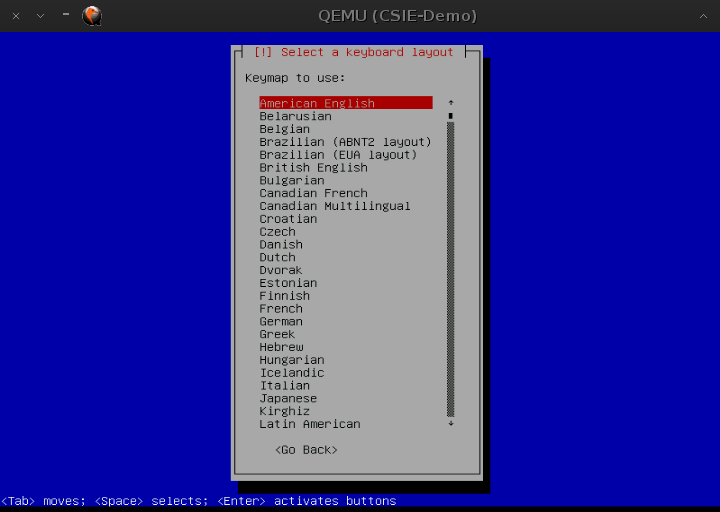 QEMU (CSIE-Demo)
[!] Select a keyboard layout
Keymap to use:
American English
Belarusian
Belgian
Brazilian (ABNT2 layout)
Brazilian (EUA layout)
British English
Bulgarian
Canadian French
Canadian Multilingual
Croatian
Czech
Danish
Dutch
Dvorak
Estonian
Finnish
French
German
Greek
Hebrew
Hungarian
Icelandic
Italian
Japanese
Kirghiz
Latin American
<Go Back>
<Tab> moves; <Space> selects; <Enter> activates buttons